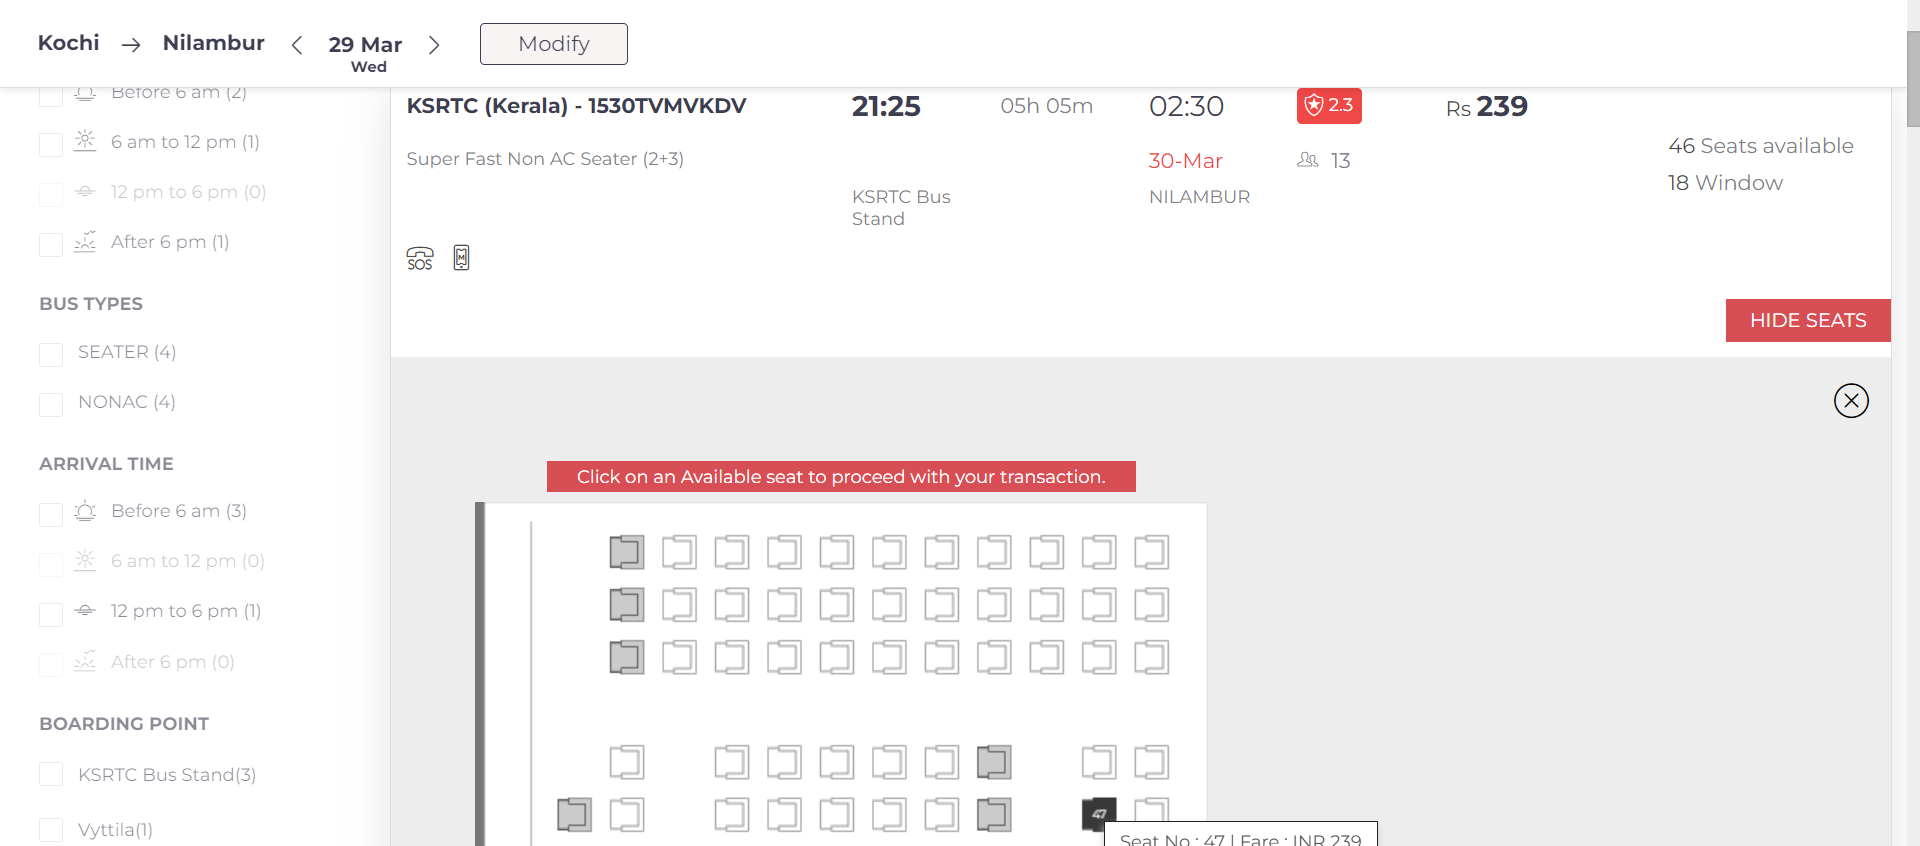 Kochi → Nilambur < 29 Mar > Modify
Wed
Before 6 am (2)
6 am to 12 pm (1)
12 pm to 6 pm (0)
After 6 pm (1)
BUS TYPES
SEATER (4)
NONAC (4)
ARRIVAL TIME
Before 6 am (3)
6 am to 12 pm (0)
12 pm to 6 pm (1)
After 6 pm (0)
BOARDING POINT
KSRTC Bus Stand(3)
Vyttila(1)
KSRTC (Kerala) - 1530TVMVKDV 21:25 05h 05m 02:30 2.3 Rs 239
46 Seats available
Super Fast Non AC Seater (2+3) 30-Mar 13
18 Window
KSRTC Bus NILAMBUR
Stand
SOS M
HIDE SEATS
Click on an Available seat to proceed with your transaction.
47
Seat No : 47 | Fare : INR 239